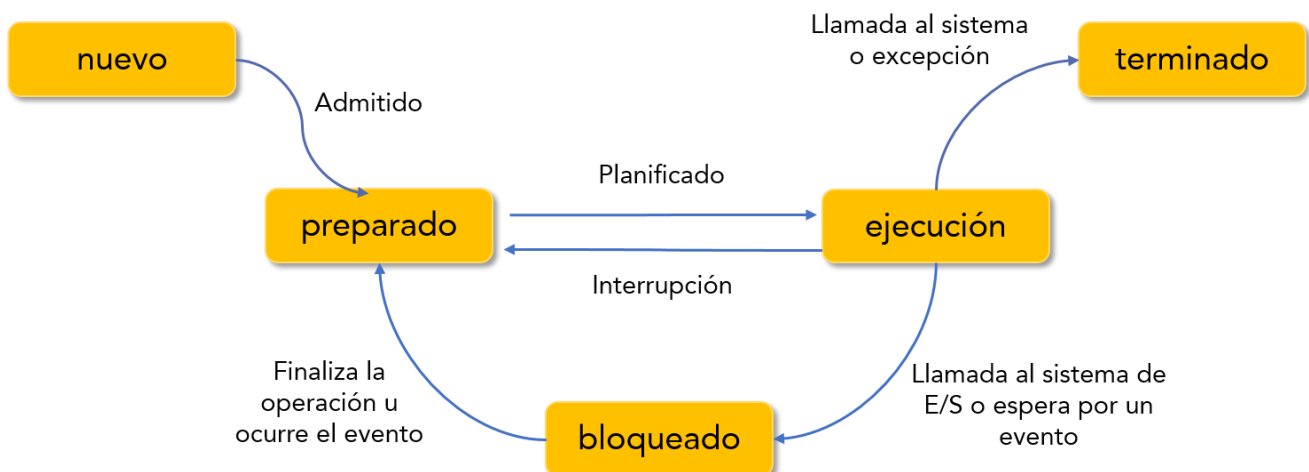 nuevo
Admitido
Llamada al sistema
o excepción
terminado
preparado
Planificado
Interrupción
ejecución
Finaliza la
operación u
ocurre el evento
bloqueado
Llamada al sistema de
E/S o espera por un
evento